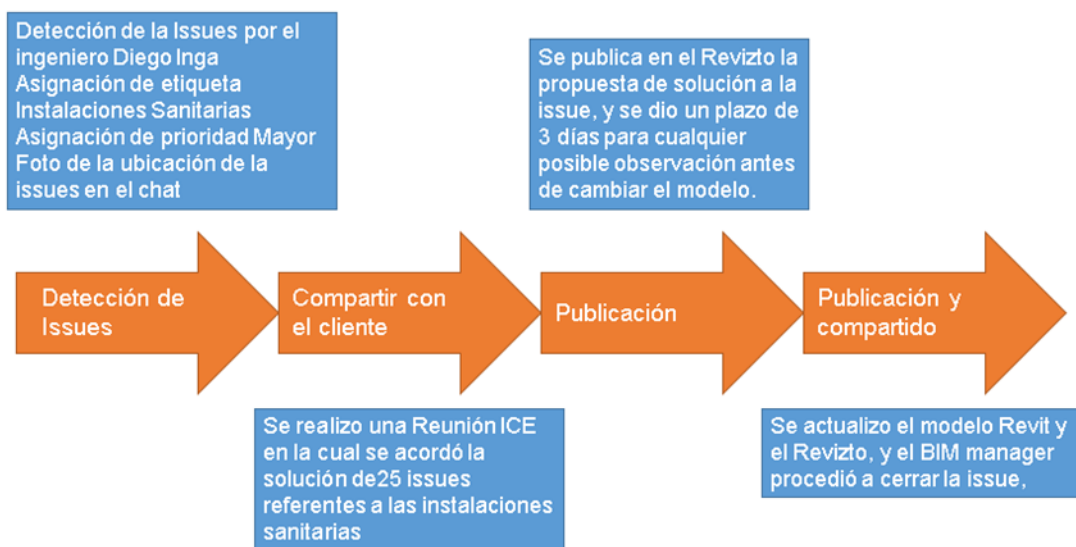 Detección de la Issues por el
ingeniero Diego Inga
Asignación de etiqueta
Instalaciones Sanitarias
Asignación de prioridad Mayor
Foto de la ubicación de la
issues en el chat
Se publica en el Revizto la
propuesta de solución a la
issue, y se dio un plazo de
3 días para cualquier
posible observación antes
de cambiar el modelo.
Detección de
Issues
Compartir con
el cliente
Publicación
Publicación y
compartido
Se realizo una Reunión ICE
en la cual se acordó la
solución de25 issues
referentes a las instalaciones
sanitarias
Se actualizo el modelo Revit y
el Revizto, y el BIM manager
procedió a cerrar la issue,